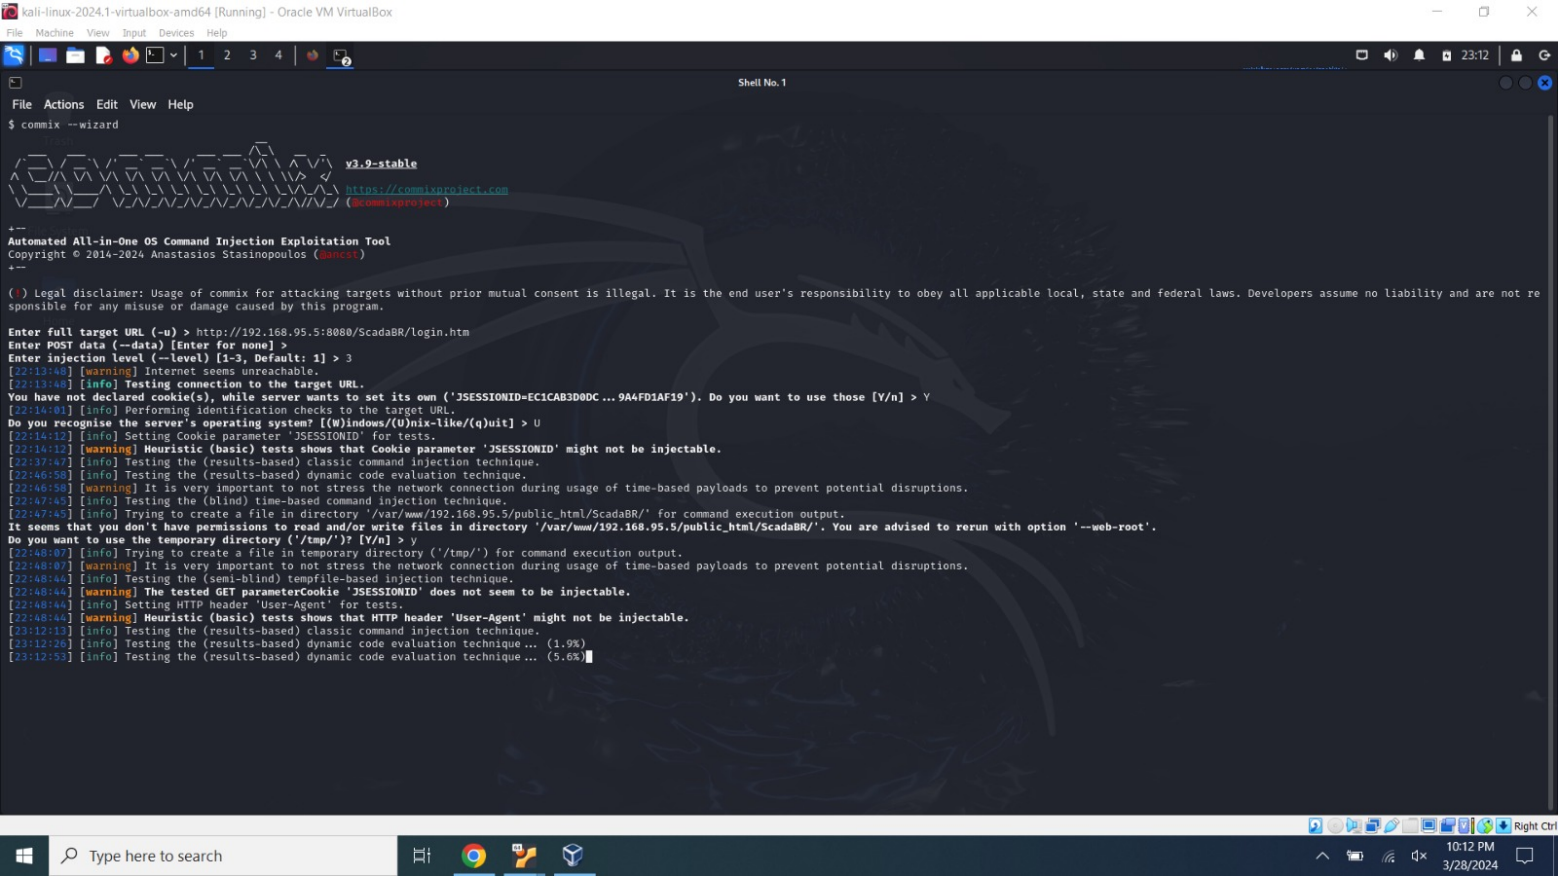 kali-linux-2024.1-virtualbox-amd64 [Running] - Oracle VM VirtualBox
File Machine View Input Devices Help
1 2 3 4 2 23:12
Shell No. 1
File Actions Edit View Help
$ commix --wizard
v3.9-stable
https://commixproject.com
(@commixproject)
+--
Automated All-in-One OS Command Injection Exploitation Tool
Copyright © 2014-2024 Anastasios Stasinopoulos (@ancst)
+--
(!) Legal disclaimer: Usage of commix for attacking targets without prior mutual consent is illegal. It is the end user's responsibility to obey all applicable local, state and federal laws. Developers assume no liability and are not re
sponsible for any misuse or damage caused by this program.
Enter full target URL (-u) > http://192.168.95.5:8080/ScadaBR/login.htm
Enter POST data (--data) [Enter for none] >
Enter injection level (--level) [1-3, Default: 1] > 3
[22:13:48] [warning] Internet seems unreachable.
[22:13:48] [info] Testing connection to the target URL.
You have not declared cookie(s), while server wants to set its own ('JSESSIONID=EC1CAB3D0DC...9A4FD1AF19'). Do you want to use those [Y/n] > Y
[22:14:01] [info] Performing identification checks to the target URL.
Do you recognise the server's operating system? [(W)indows/(U)nix-like/(q)uit] > U
[22:14:12] [info] Setting Cookie parameter 'JSESSIONID' for tests.
[22:14:12] [warning] Heuristic (basic) tests shows that Cookie parameter 'JSESSIONID' might not be injectable.
[22:37:47] [info] Testing the (results-based) classic command injection technique.
[22:46:58] [info] Testing the (results-based) dynamic code evaluation technique.
[22:46:58] [warning] It is very important to not stress the network connection during usage of time-based payloads to prevent potential disruptions.
[22:47:45] [info] Testing the (blind) time-based command injection technique.
[22:47:45] [info] Trying to create a file in directory '/var/www/192.168.95.5/public_html/ScadaBR/' for command execution output.
It seems that you don't have permissions to read and/or write files in directory '/var/www/192.168.95.5/public_html/ScadaBR/'. You are advised to rerun with option '--web-root'.
Do you want to use the temporary directory ('/tmp/')? [Y/n] > y
[22:48:07] [info] Trying to create a file in temporary directory ('/tmp/') for command execution output.
[22:48:07] [warning] It is very important to not stress the network connection during usage of time-based payloads to prevent potential disruptions.
[22:48:44] [info] Testing the (semi-blind) tempfile-based injection technique.
[22:48:44] [warning] The tested GET parameterCookie 'JSESSIONID' does not seem to be injectable.
[22:48:44] [info] Setting HTTP header 'User-Agent' for tests.
[22:48:44] [warning] Heuristic (basic) tests shows that HTTP header 'User-Agent' might not be injectable.
[23:12:13] [info] Testing the (results-based) classic command injection technique.
[23:12:26] [info] Testing the (results-based) dynamic code evaluation technique... (1.9%)
[23:12:53] [info] Testing the (results-based) dynamic code evaluation technique... (5.6%)
Right Ctrl
Type here to search
10:12 PM
3/28/2024